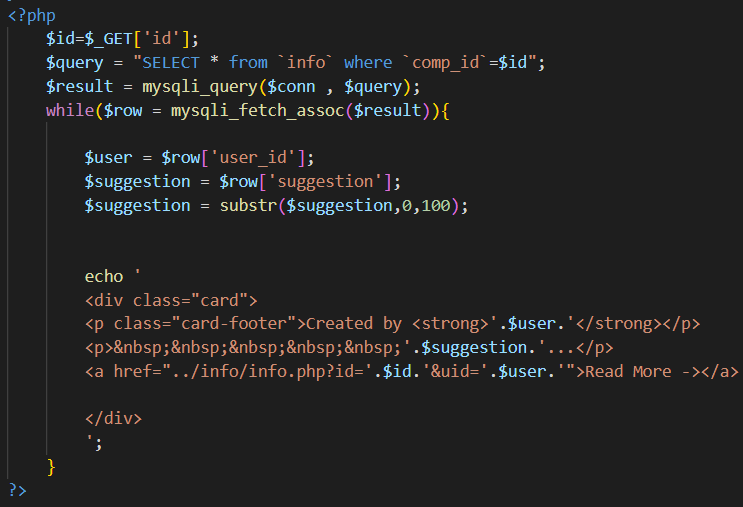 <?php
$id=$_GET['id'];
$query = "SELECT * from `info` where `comp_id`=$id";
$result = mysqli_query($conn , $query);
while($row = mysqli_fetch_assoc($result)){
$user = $row['user_id'];
$suggestion = $row['suggestion'];
$suggestion = substr($suggestion,0,100);
echo '
<div class="card">
<p class="card-footer">Created by <strong>'.$user.'</strong></p>
<p>&nbsp;&nbsp;&nbsp;&nbsp;&nbsp;'.$suggestion.'...</p>
<a href="../info/info.php?id='.$id.'&uid='.$user.'">Read More -></a>
</div>
';
}
?>